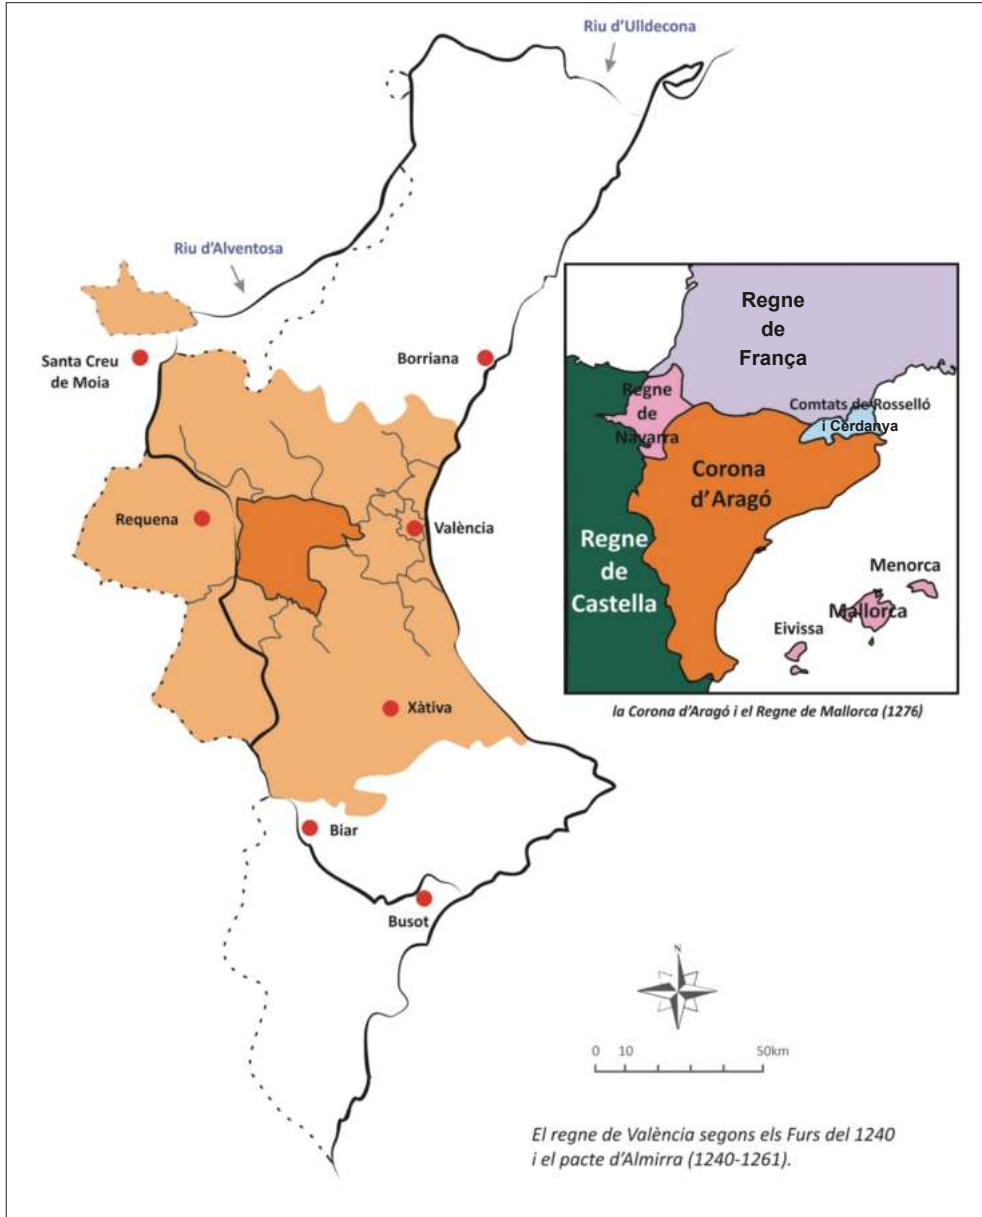 Riu d'Ulldecona
Riu d'Alventosa
Santa Creu
de Moia
Borriana
Requena
València
Xàtiva
Biar
Busot
Regne
de
França
Regne
de
Navarra
Comtats de Rosselló
i Cerdanya
Corona
d'Aragó
Regne
de
Castella
Menorca
Mallorca
Eivissa
la Corona d'Aragó i el Regne de Mallorca (1276)
N
0 10 50km
El regne de València segons els Furs del 1240
i el pacte d'Almirra (1240-1261).